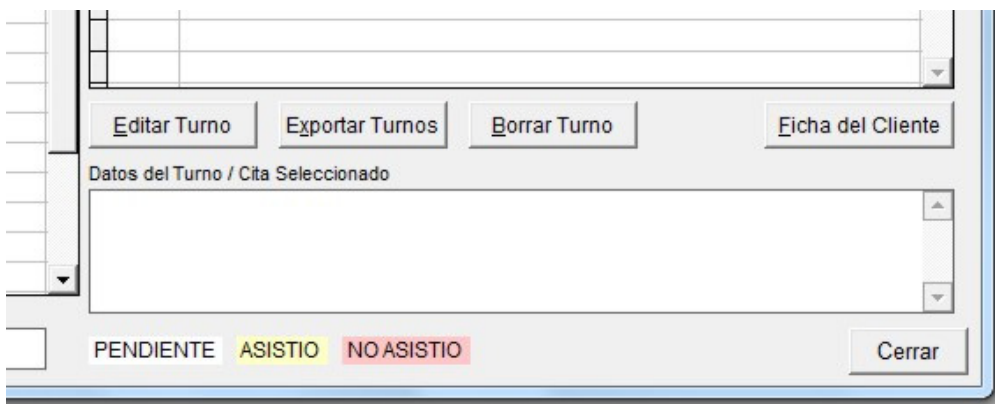 Editar Turno Exportar Turnos Borrar Turno Ficha del Cliente
Datos del Turno / Cita Seleccionado
PENDIENTE ASISTIO NO ASISTIO Cerrar